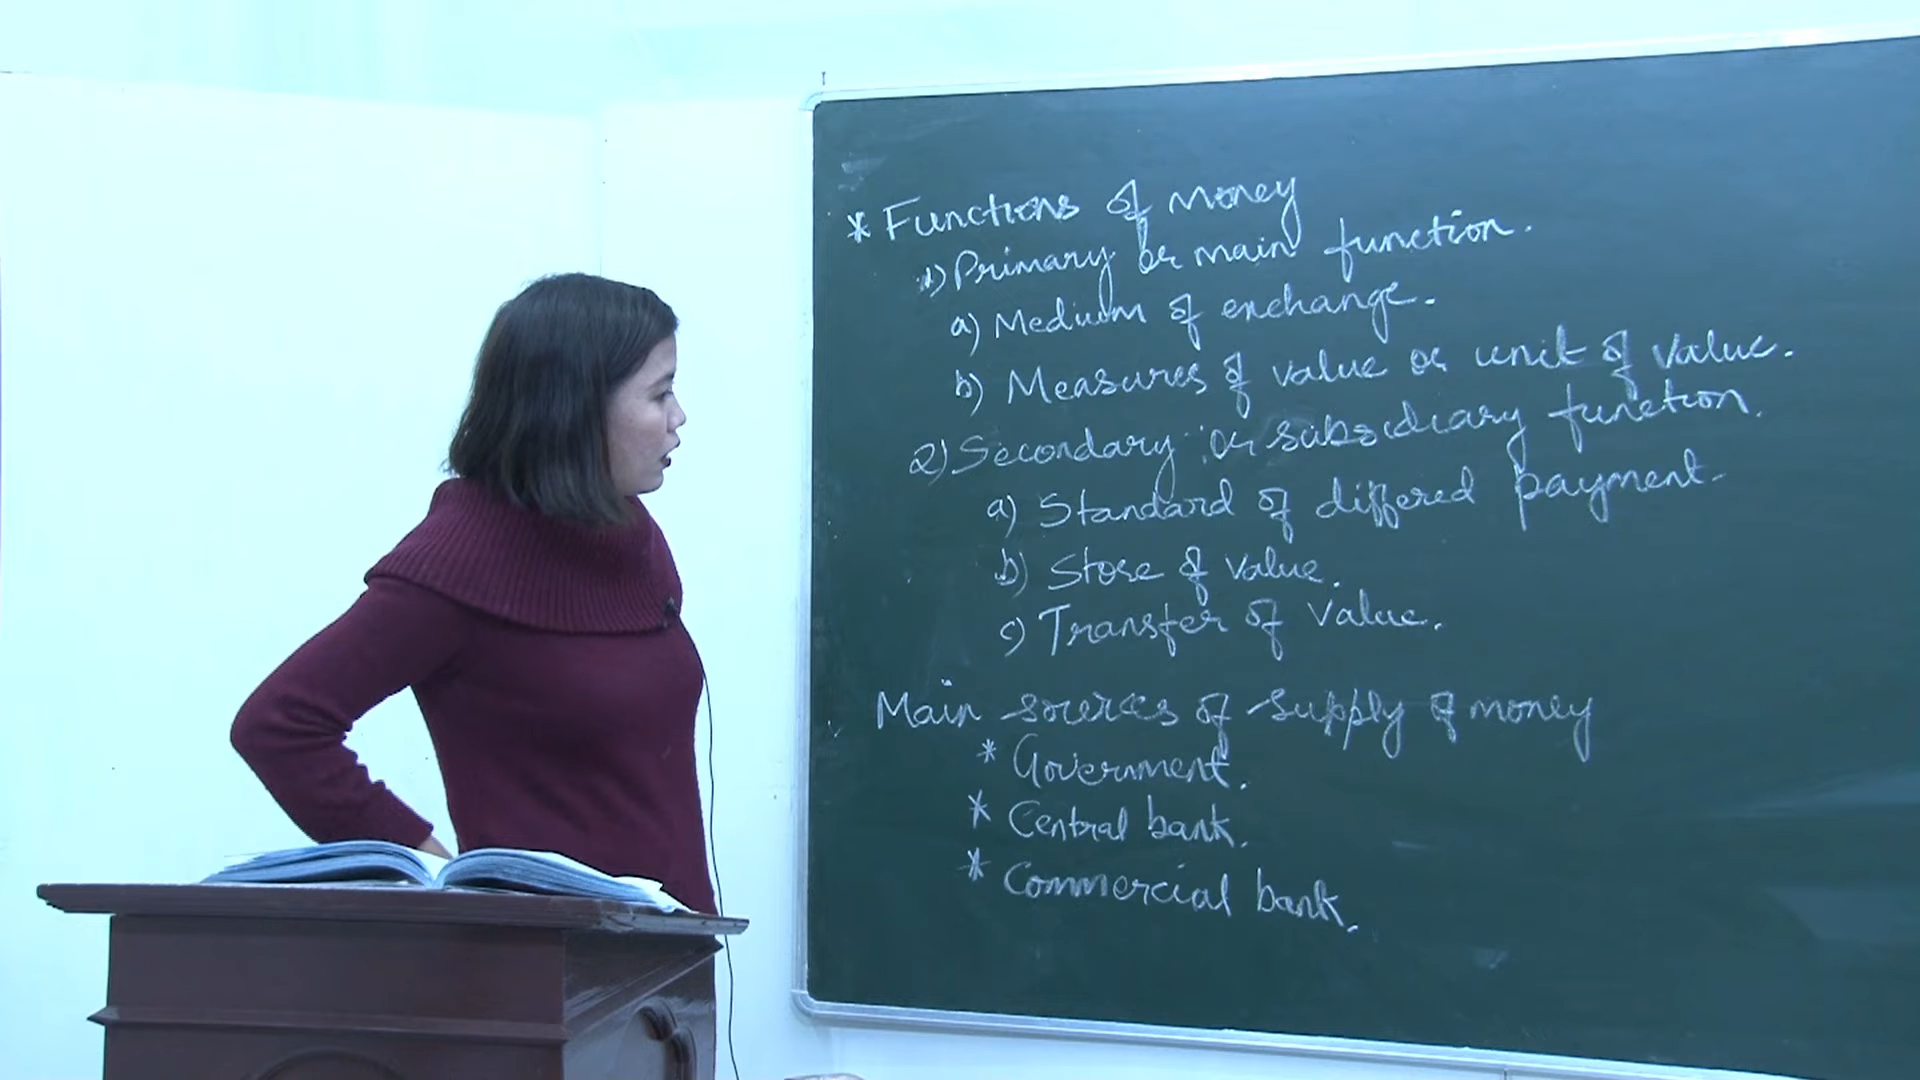 * Functions of money
1) Primary or main function.
a) Medium of exchange.
b) Measures of value or unit of value.
2) Secondary or subsidiary function.
a) Standard of differed payment.
b) Store of value.
c) Transfer of value.
Main sources of supply of money
* Government.
* Central bank.
* Commercial bank.